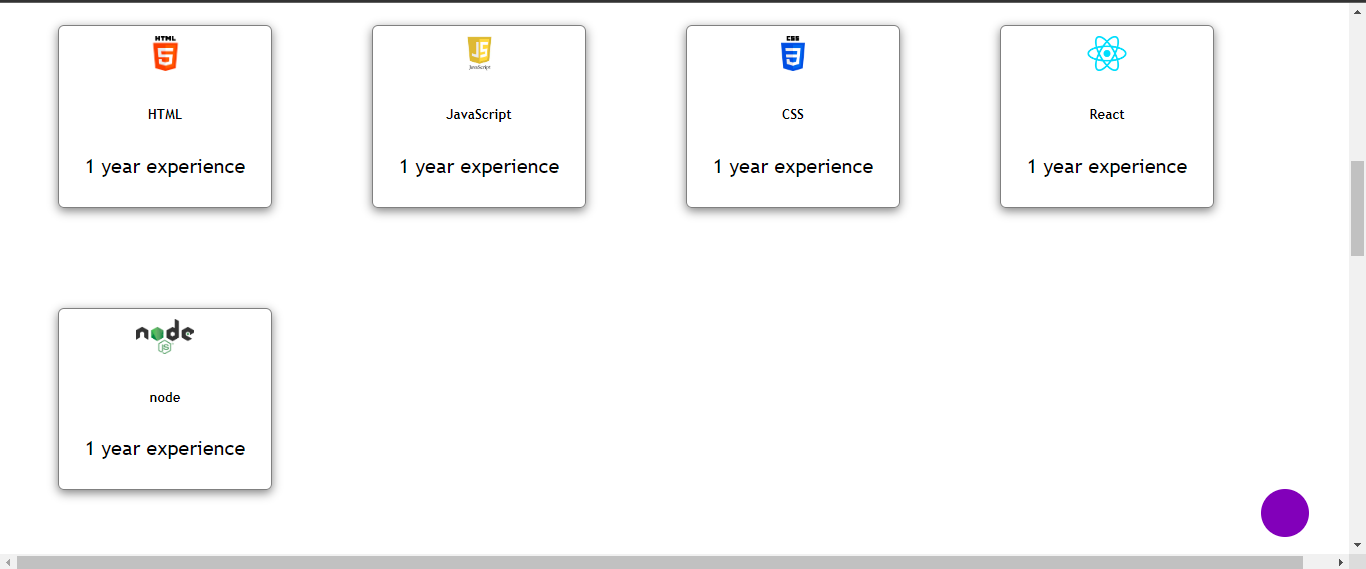 HTML
5
HTML
1 year experience
JS
JavaScript
JavaScript
1 year experience
CSS
3
CSS
1 year experience
React
1 year experience
node
JS
node
1 year experience